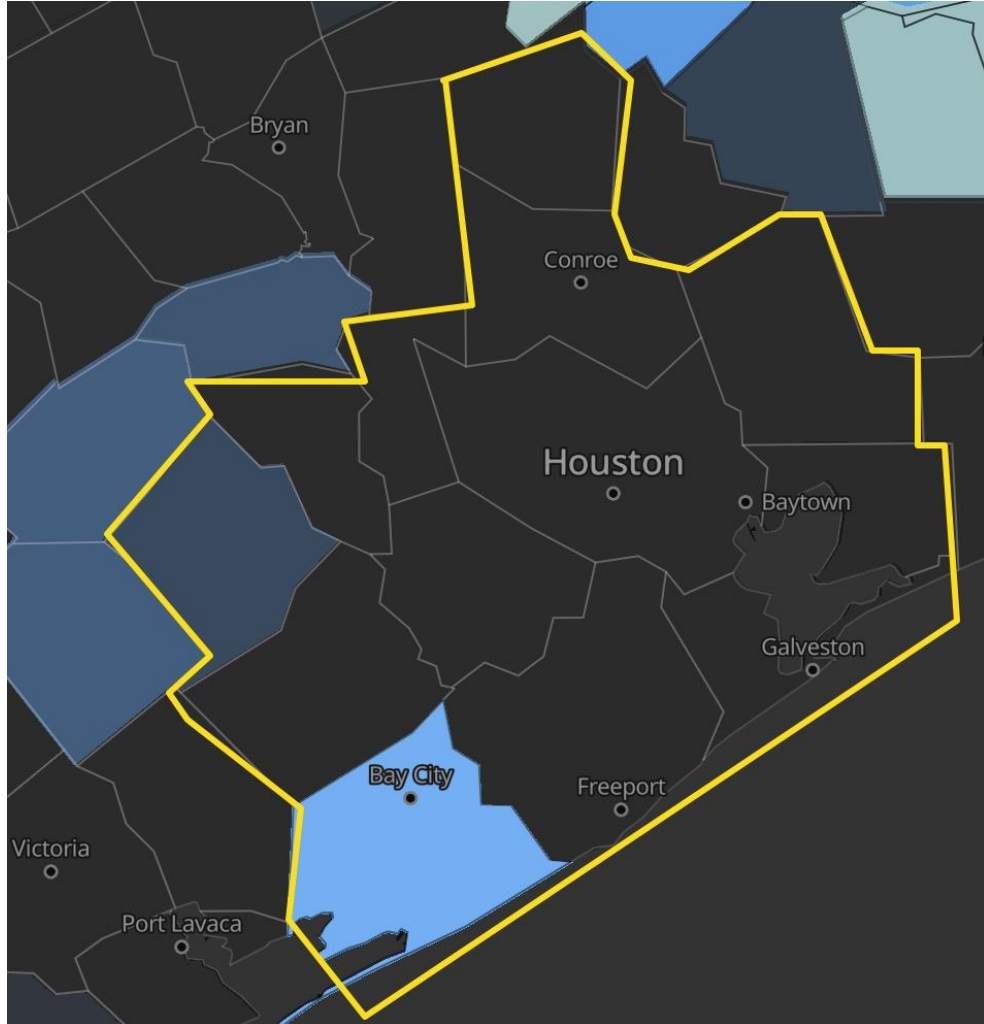 Bryan
Conroe
Houston
Baytown
Galveston
Bay City
Freeport
Victoria
Port Lavaca